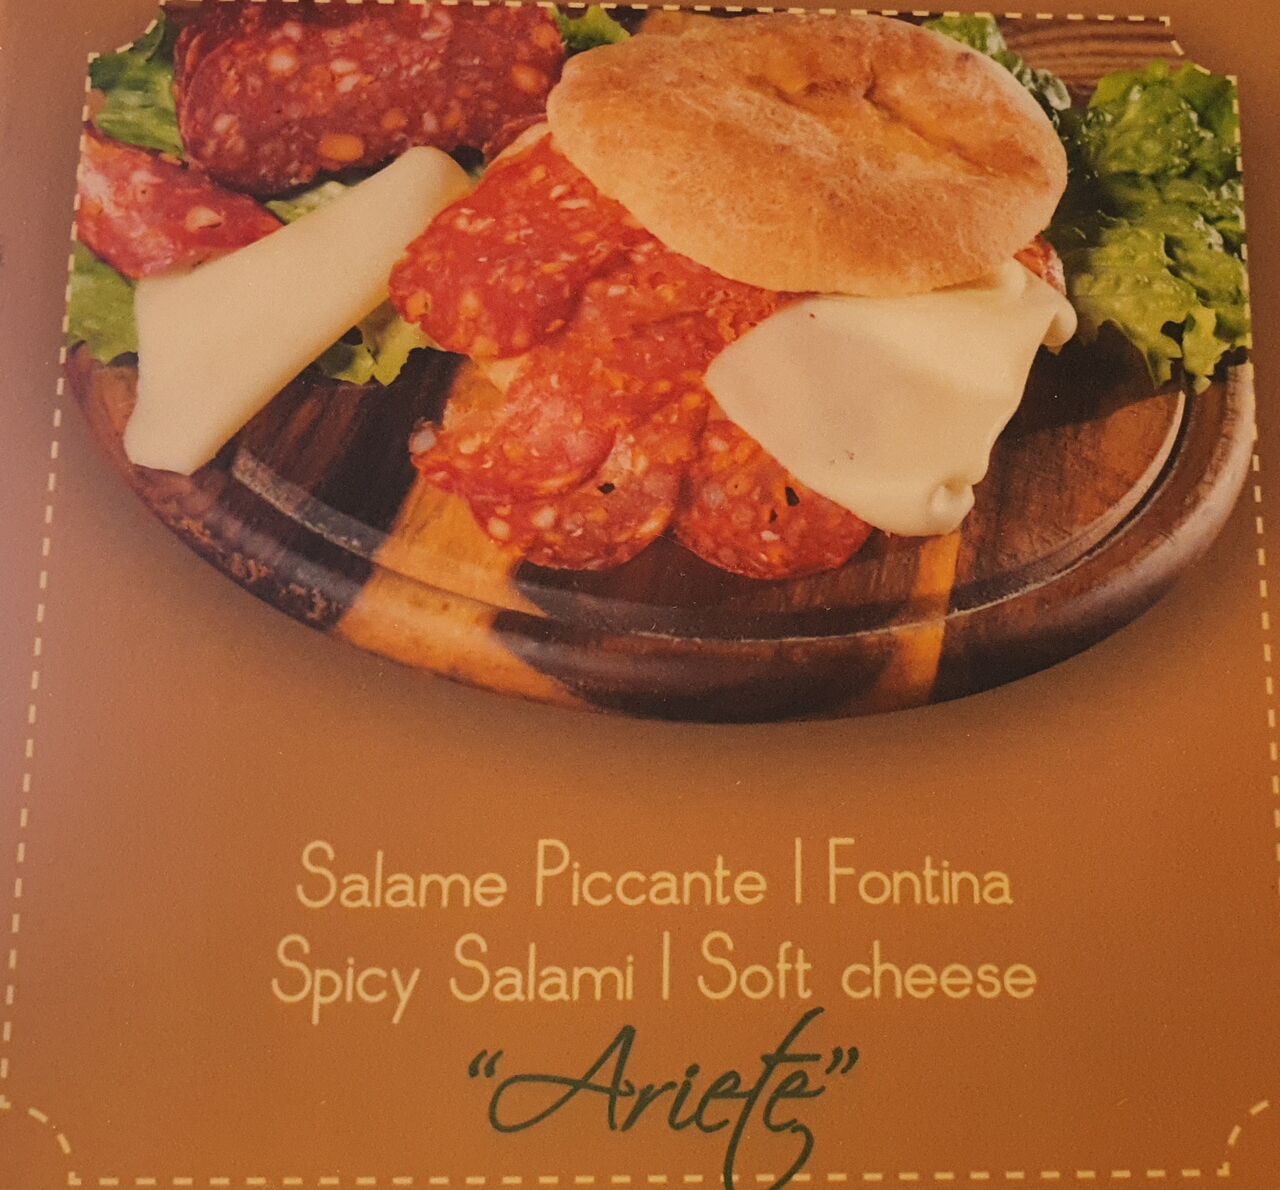 Salame Piccante | Fontina
Spicy Salami | Soft cheese
“Ariete”